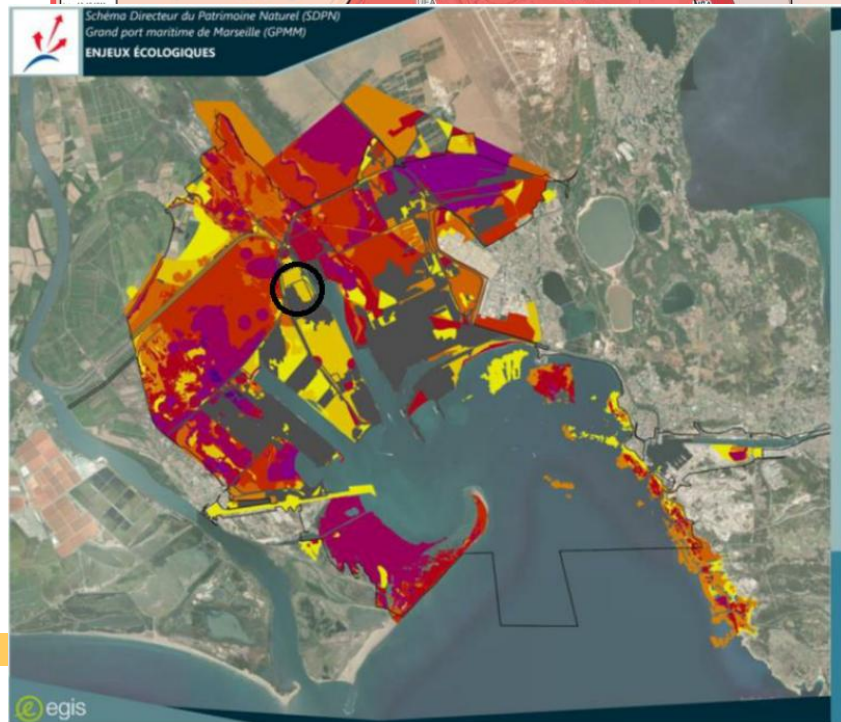 Schéma Directeur du Patrimoine Naturel (SDPN)
Grand port maritime de Marseille (GPMM)
ENJEUX ÉCOLOGIQUES
egis